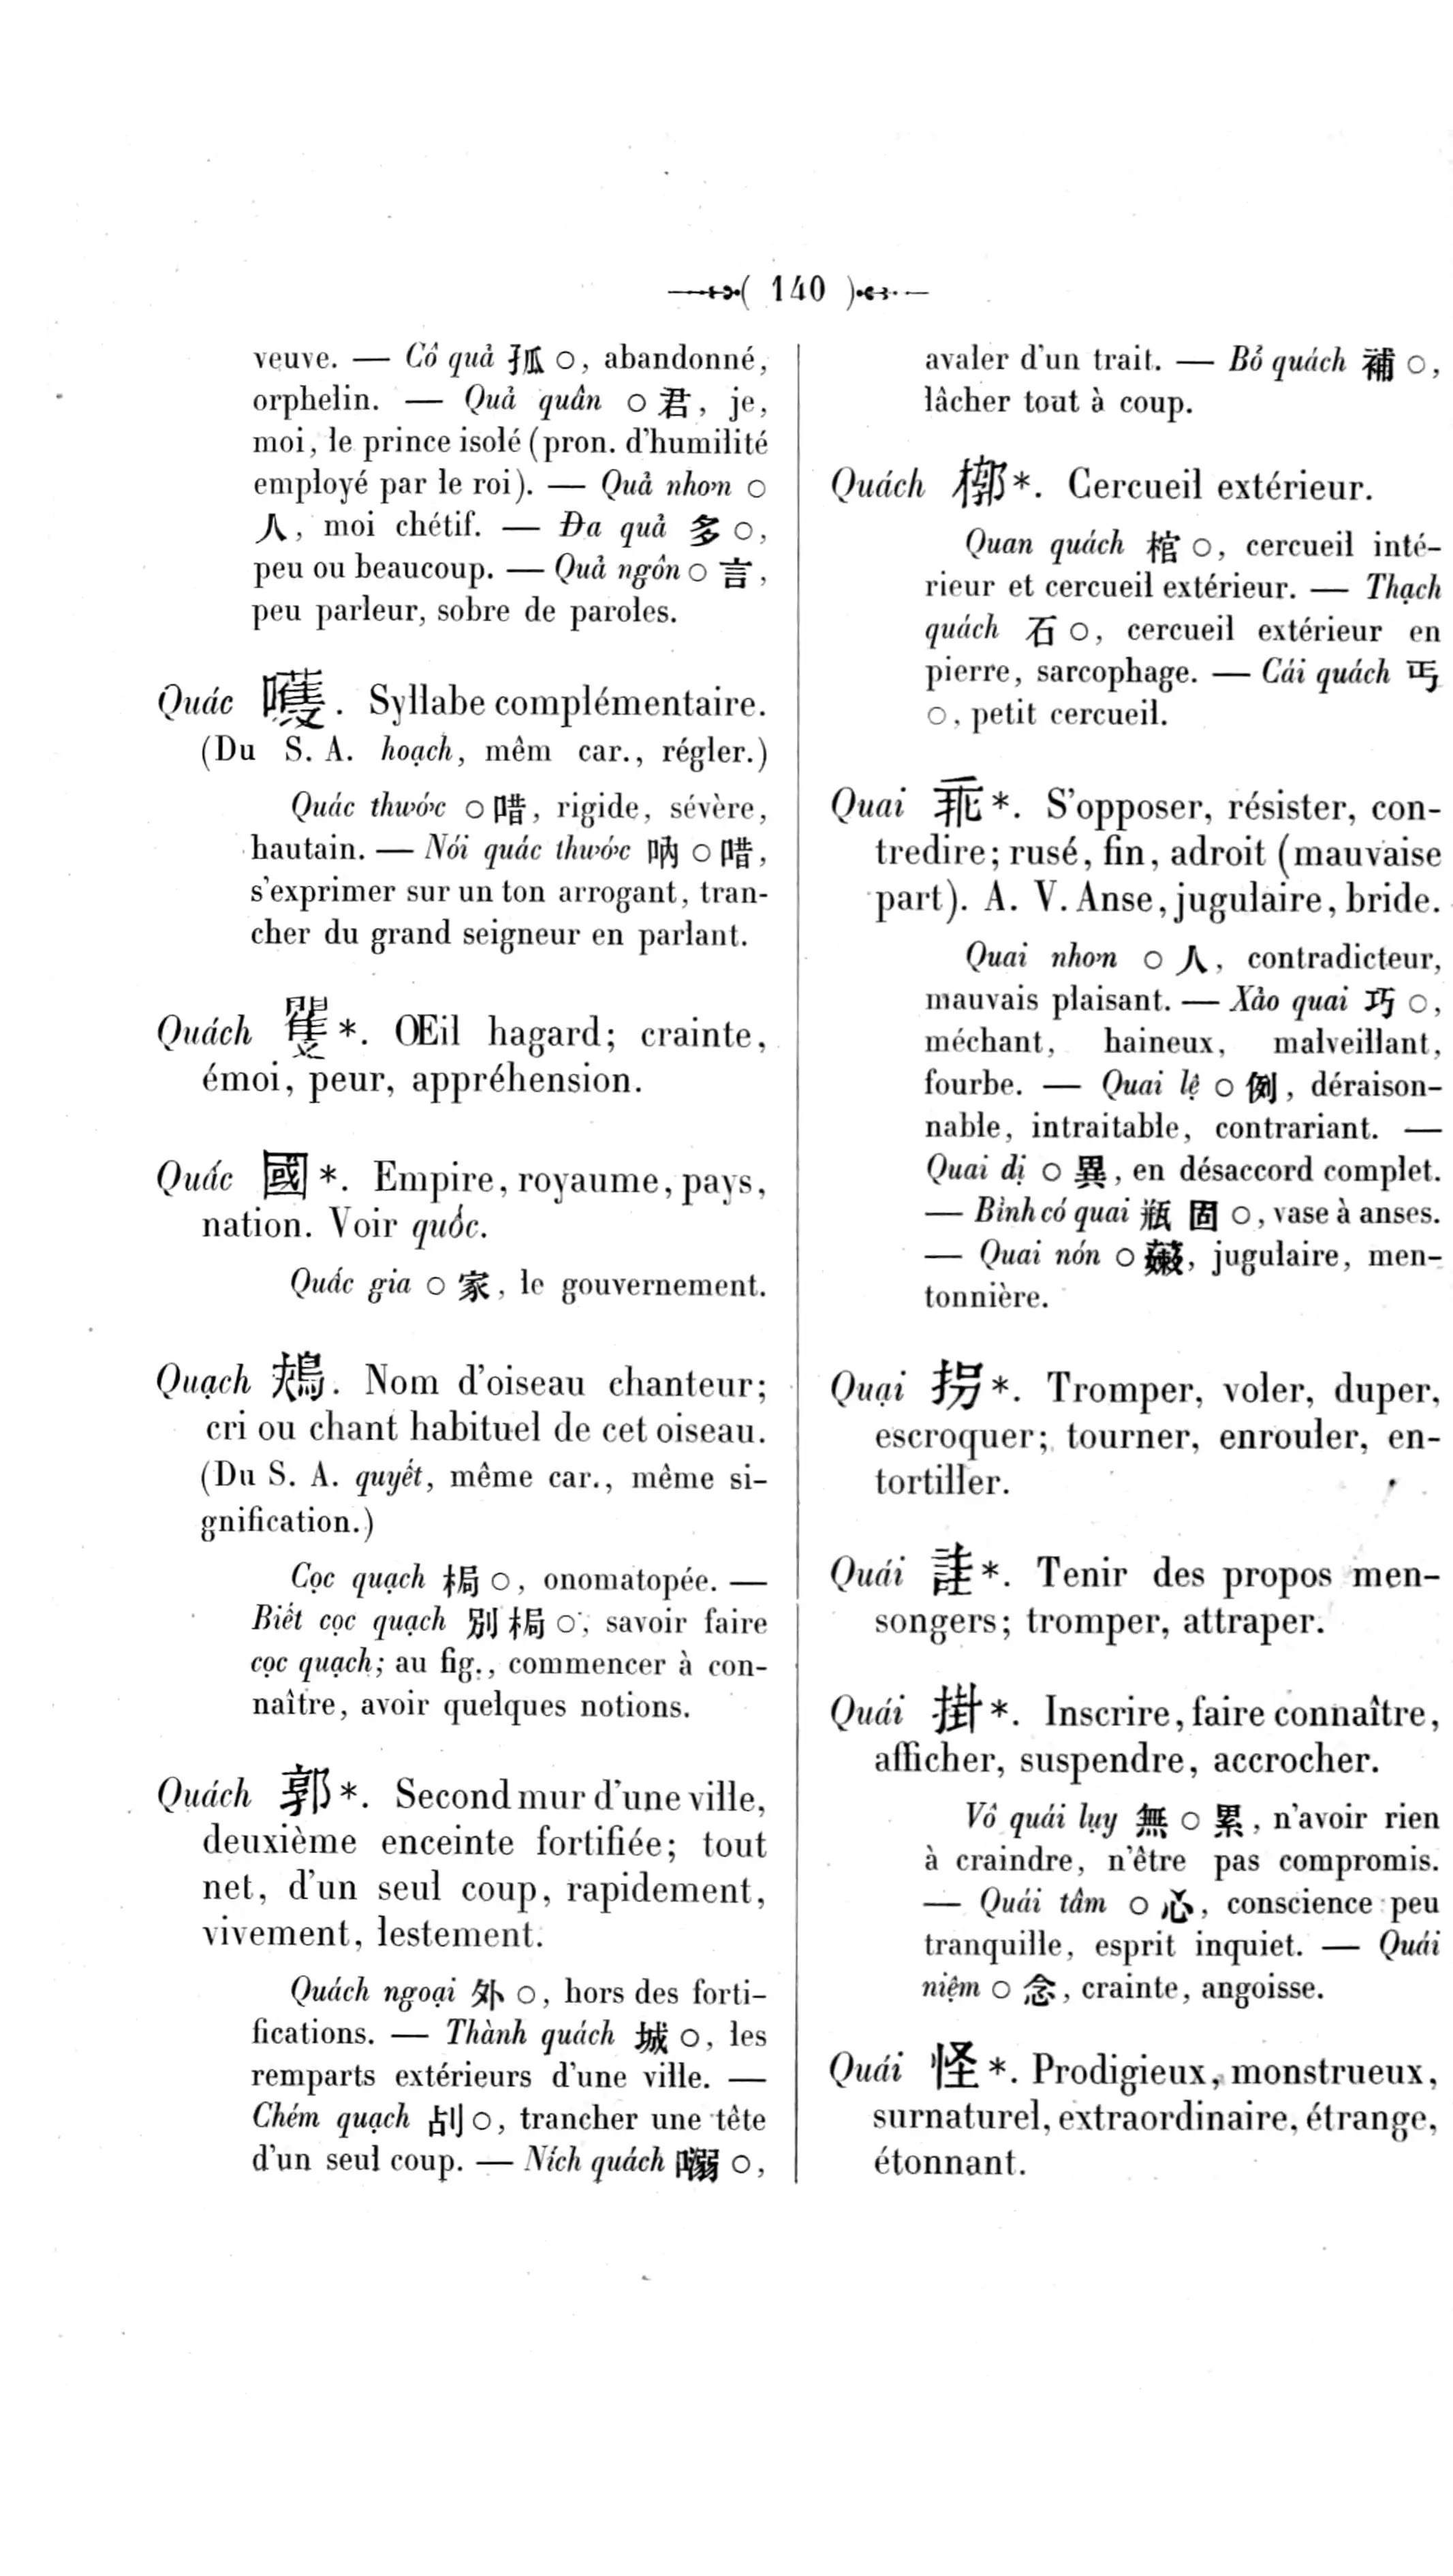 ( 140 )
veuve. — Cô quả 孤 ○, abandonné,
orphelin. — Quả quân ○ 君, je,
moi, le prince isolé (pron. d'humilité
employé par le roi). — Quả nhơn ○
人, moi chétif. — Đa quả 多 ○,
peu ou beaucoup. — Quả ngôn ○ 言,
peu parleur, sobre de paroles.
Quác 嚄. Syllabe complémentaire.
(Du S. A. hoạch, mêm car., régler.)
Quác thước ○ 唶, rigide, sévère,
hautain. — Nói quác thước 吶 ○ 唶,
s'exprimer sur un ton arrogant, tran-
cher du grand seigneur en parlant.
Quách 矍 *. Œil hagard; crainte,
émoi, peur, appréhension.
Quấc 國 *. Empire, royaume, pays,
nation. Voir quốc.
Quấc gia ○ 家, le gouvernement.
Quạch 鴂. Nom d'oiseau chanteur;
cri ou chant habituel de cet oiseau.
(Du S. A. quyết, même car., même si-
gnification.)
Cọc quạch 梮 ○, onomatopée. —
Biết cọc quạch 別 梮 ○, savoir faire
cọc quạch; au fig., commencer à con-
naître, avoir quelques notions.
Quách 郭 *. Second mur d'une ville,
deuxième enceinte fortifiée; tout
net, d'un seul coup, rapidement,
vivement, lestement.
Quách ngoại 外 ○, hors des forti-
fications. — Thành quách 城 ○, les
remparts extérieurs d'une ville. —
Chém quạch 刮 ○, trancher une tête
d'un seul coup. — Ních quách ○,
avaler d'un trait. — Bỏ quách 補 ○,
lâcher tout à coup.
Quách 槨 *. Cercueil extérieur.
Quan quách 棺 ○, cercueil inté-
rieur et cercueil extérieur. — Thạch
quách 石 ○, cercueil extérieur en
pierre, sarcophage. — Cái quách 丐
○, petit cercueil.
Quai 乖 *. S'opposer, résister, con-
tredire; rusé, fin, adroit (mauvaise
part). A. V. Anse, jugulaire, bride.
Quai nhơn ○ 人, contradicteur,
mauvais plaisant. — Xảo quai 巧 ○,
méchant, haineux, malveillant,
fourbe. — Quai lệ ○ 例, déraison-
nable, intraitable, contrariant. —
Quai dị ○ 異, en désaccord complet.
— Bình có quai 瓶 固 ○, vase à anses.
— Quai nón ○, jugulaire, men-
tonnière.
Quại 拐 *. Tromper, voler, duper,
escroquer; tourner, enrouler, en-
tortiller.
Quái 註 *. Tenir des propos men-
songers; tromper, attraper.
Quái 掛 *. Inscrire, faire connaître,
afficher, suspendre, accrocher.
Vô quái lụy 無 ○ 累, n'avoir rien
à craindre, n'être pas compromis.
— Quái tâm ○ 心, conscience peu
tranquille, esprit inquiet. — Quái
niệm ○ 念, crainte, angoisse.
Quái 怪 *. Prodigieux, monstrueux,
surnaturel, extraordinaire, étrange,
étonnant.